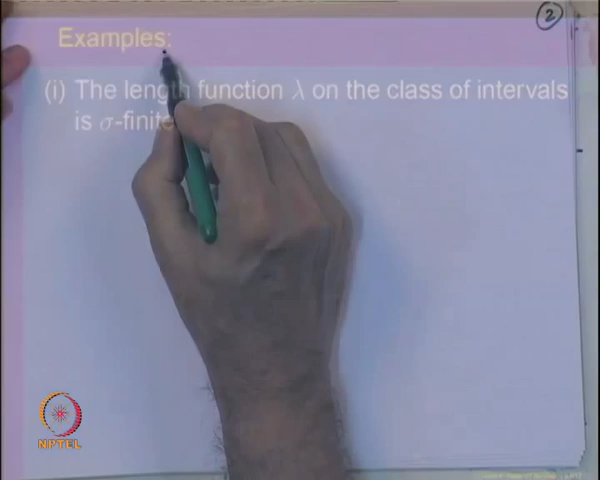 2
Examples:
(i) The length function λ on the class of intervals
is σ-finite
NPTEL